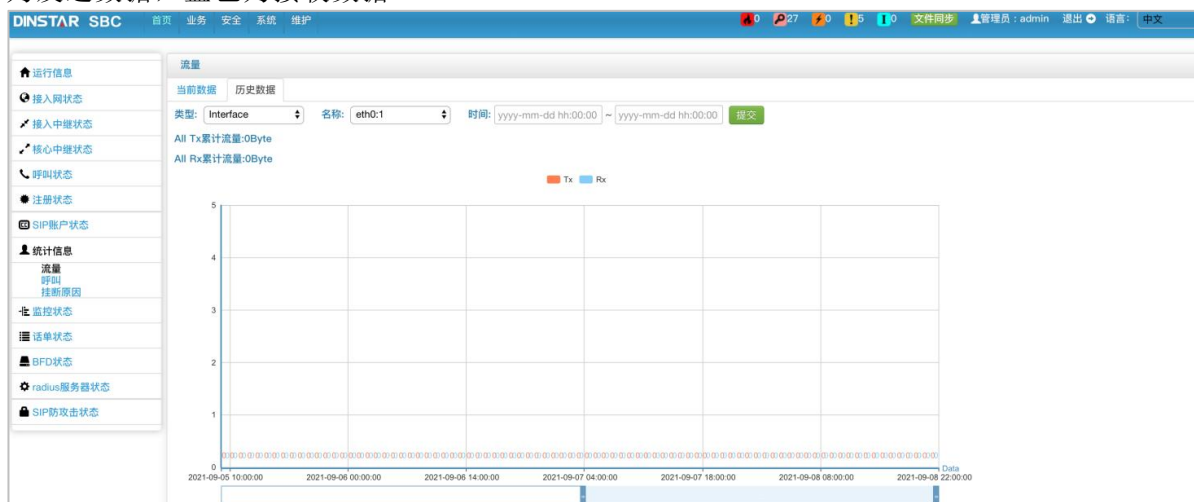 DINSTAR SBC 首页 业务 安全 系统 维护 0 27 0 5 0 文件同步 管理员：admin 退出 语言： 中文
运行信息
接入网状态
接入中继状态
核心中继状态
呼叫状态
注册状态
SIP账户状态
统计信息
流量
呼叫
挂断原因
监控状态
话单状态
BFD状态
radius服务器状态
SIP防攻击状态
流量
当前数据 历史数据
类型: Interface 名称: eth0:1 时间: yyyy-mm-dd hh:00:00 ~ yyyy-mm-dd hh:00:00 提交
All Tx累计流量:0Byte
All Rx累计流量:0Byte
Tx Rx
5
4
3
2
1
0
Data
2021-09-05 10:00:00 2021-09-06 00:00:00 2021-09-06 14:00:00 2021-09-07 04:00:00 2021-09-07 18:00:00 2021-09-08 08:00:00 2021-09-08 22:00:00